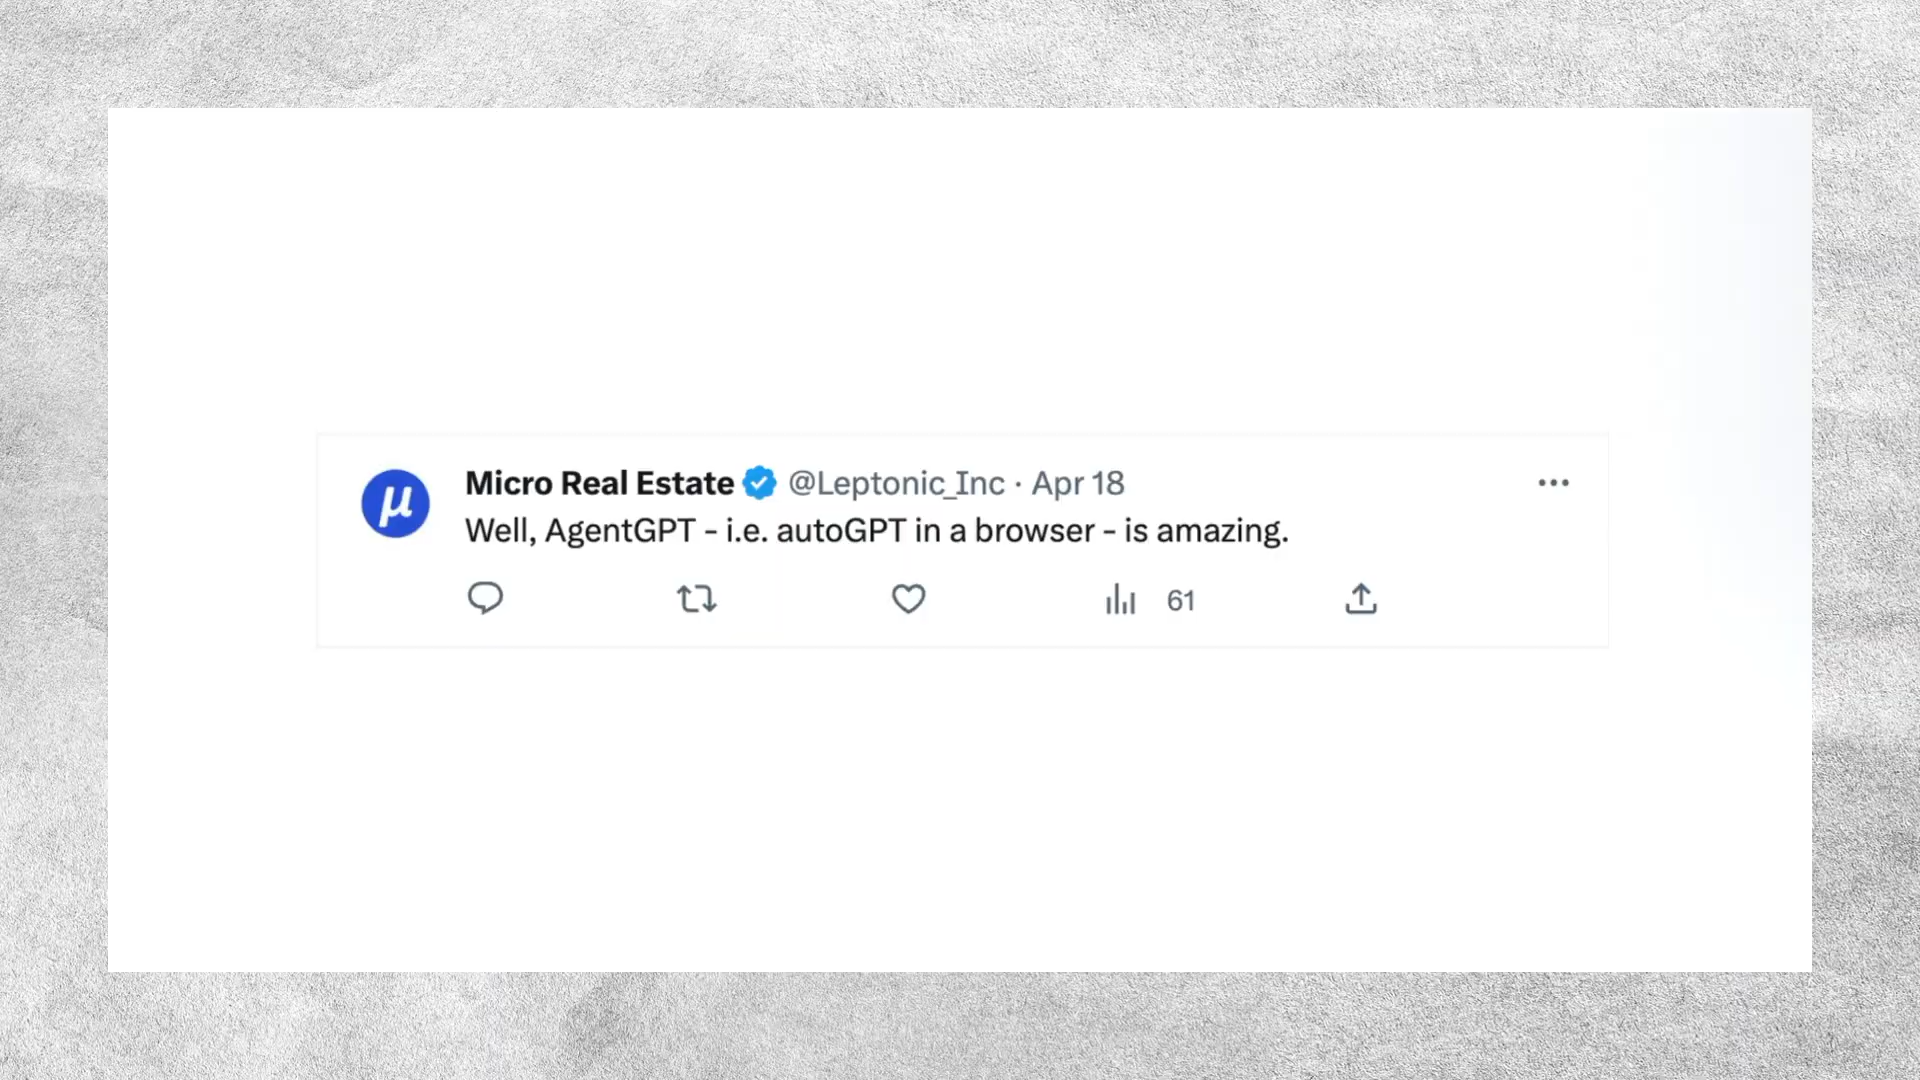 μ
Micro Real Estate @Leptonic_Inc · Apr 18
Well, AgentGPT - i.e. autoGPT in a browser - is amazing.
61